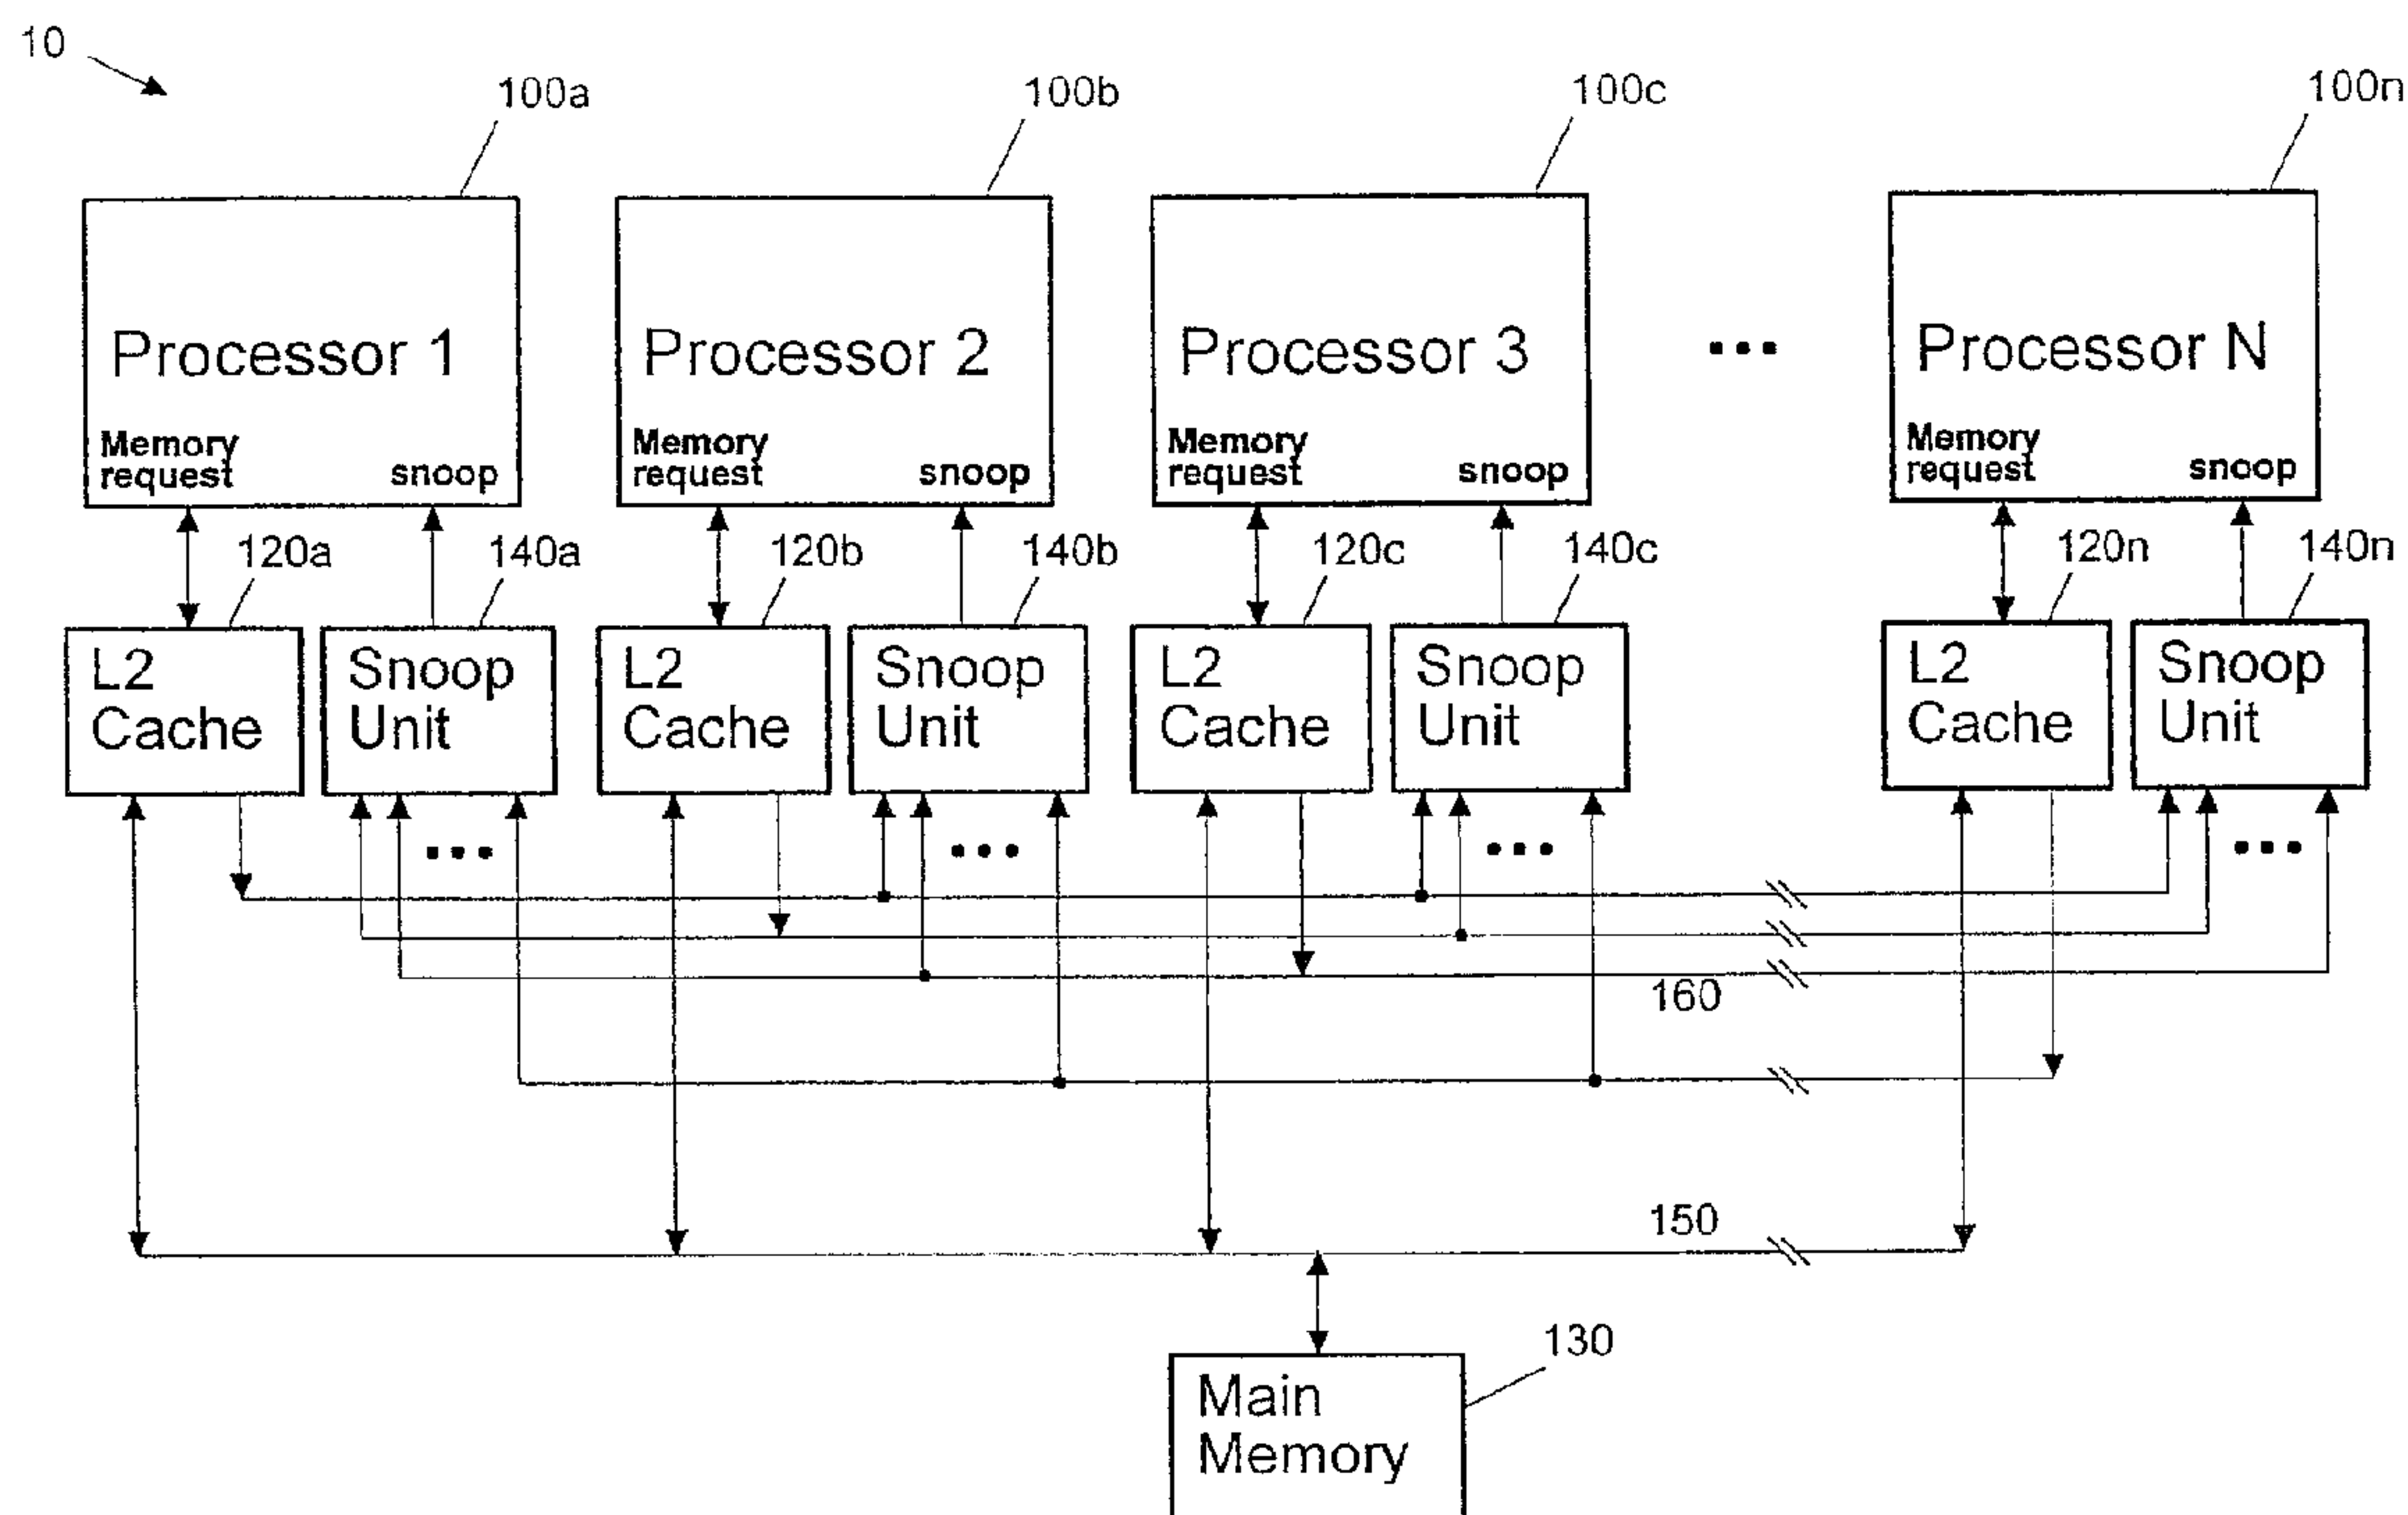 10
100a
100b
100c
100n
Processor 1
Processor 2
Processor 3
...
Processor N
Memory
request
snoop
Memory
request
snoop
Memory
request
snoop
Memory
request
snoop
120a
140a
120b
140b
120c
140c
120n
140n
L2
Cache
Snoop
Unit
L2
Cache
Snoop
Unit
L2
Cache
Snoop
Unit
L2
Cache
Snoop
Unit
...
...
...
...
160
150
130
Main
Memory